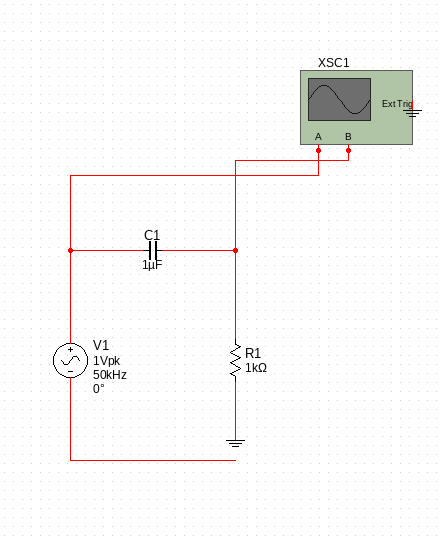 XSC1
Ext Trig
A B
C1
1µF
V1
1Vpk
50kHz
0°
R1
1kΩ